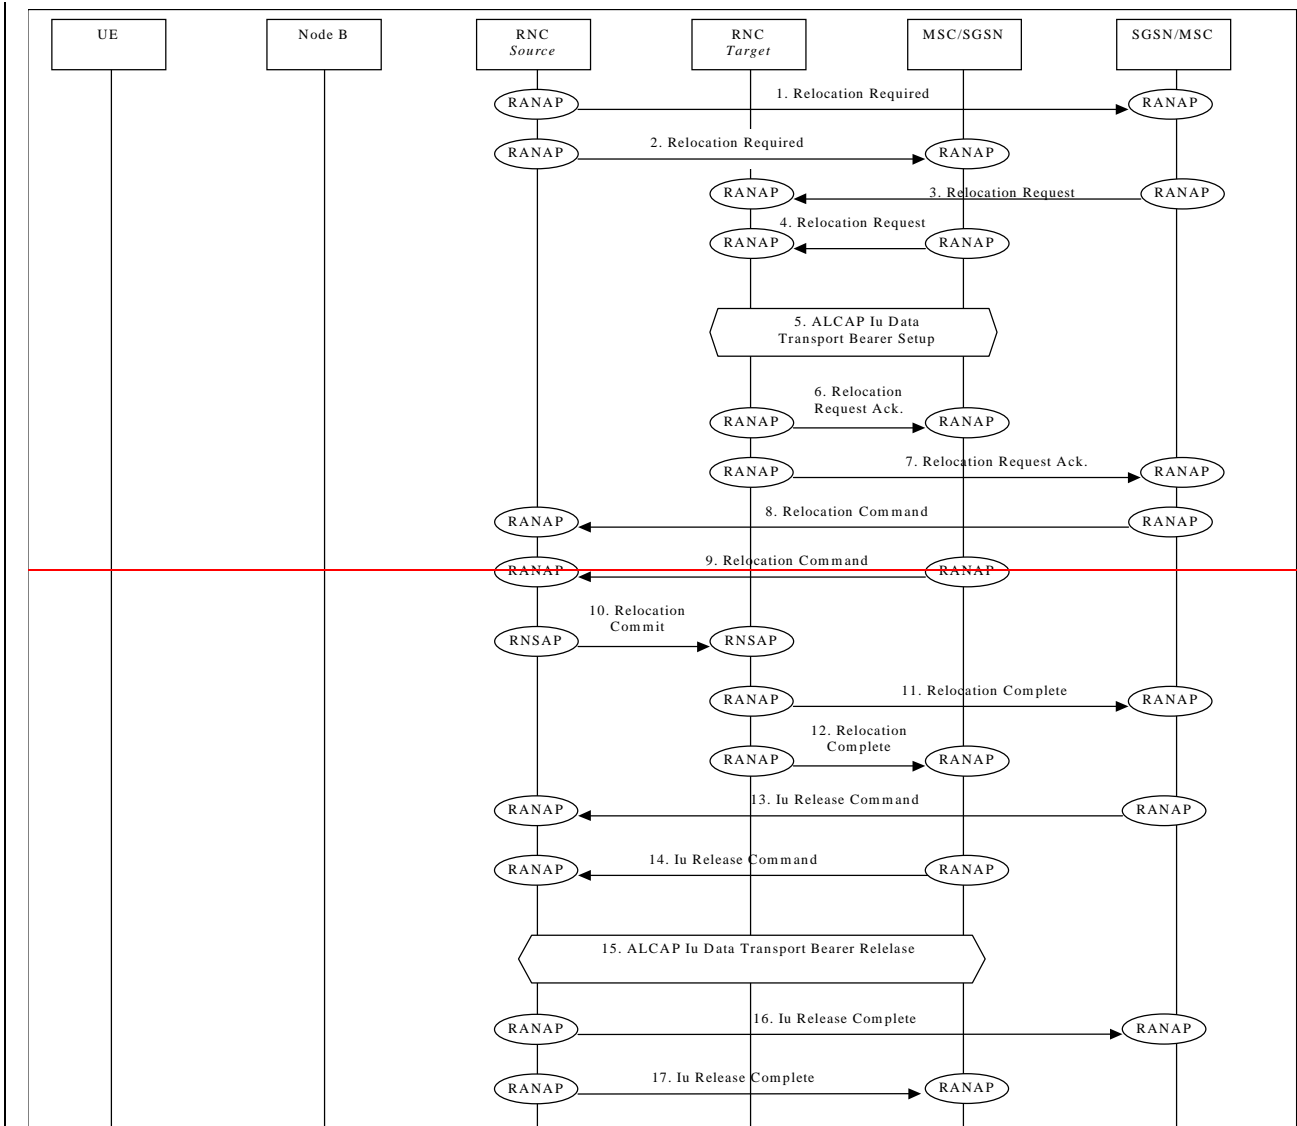 UE
Node B
RNC
Source
RNC
Target
MSC/SGSN
SGSN/MSC
RANAP
1. Relocation Required
RANAP
RANAP
2. Relocation Required
RANAP
RANAP
3. Relocation Request
RANAP
RANAP
4. Relocation Request
RANAP
5. ALCAP Iu Data
Transport Bearer Setup
RANAP
6. Relocation
Request Ack.
RANAP
RANAP
7. Relocation Request Ack.
RANAP
RANAP
8. Relocation Command
RANAP
RANAP
9. Relocation Command
RANAP
RNSAP
10. Relocation
Commit
RNSAP
RANAP
11. Relocation Complete
RANAP
RANAP
12. Relocation
Complete
RANAP
RANAP
13. Iu Release Command
RANAP
RANAP
14. Iu Release Command
RANAP
15. ALCAP Iu Data Transport Bearer Relelase
RANAP
16. Iu Release Complete
RANAP
RANAP
17. Iu Release Complete
RANAP